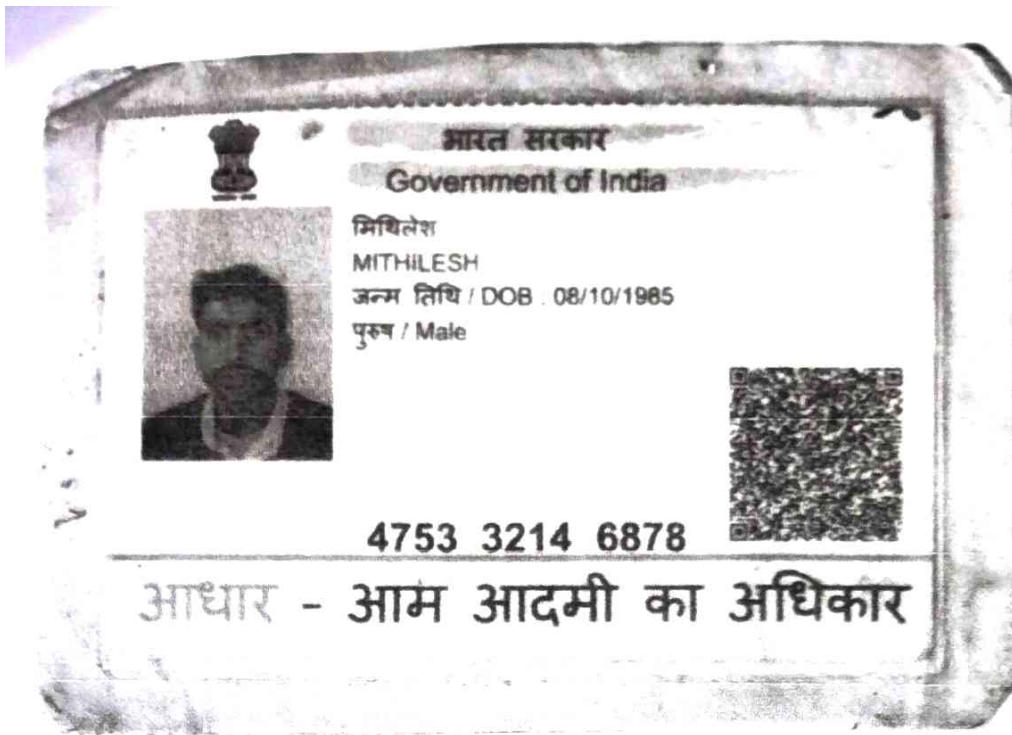 भारत सरकार
Government of India
मिथिलेश
MITHILESH
जन्म तिथि / DOB : 08/10/1985
पुरुष / Male
4753 3214 6878
आधार - आम आदमी का अधिकार